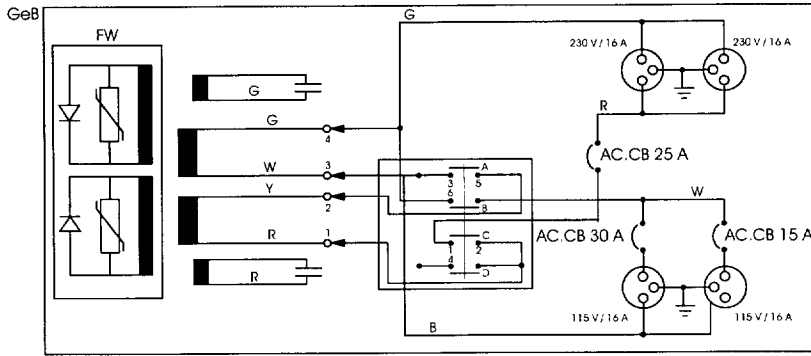 GeB
FW
G
230 V / 16 A
230 V / 16 A
G
G
4
R
AC.CB 25 A
W
3
A
3
5
Y
2
6
B
W
R
1
C
1
2
4
D
AC.CB 30 A
AC.CB 15 A
R
115 V / 16 A
115 V / 16 A
B